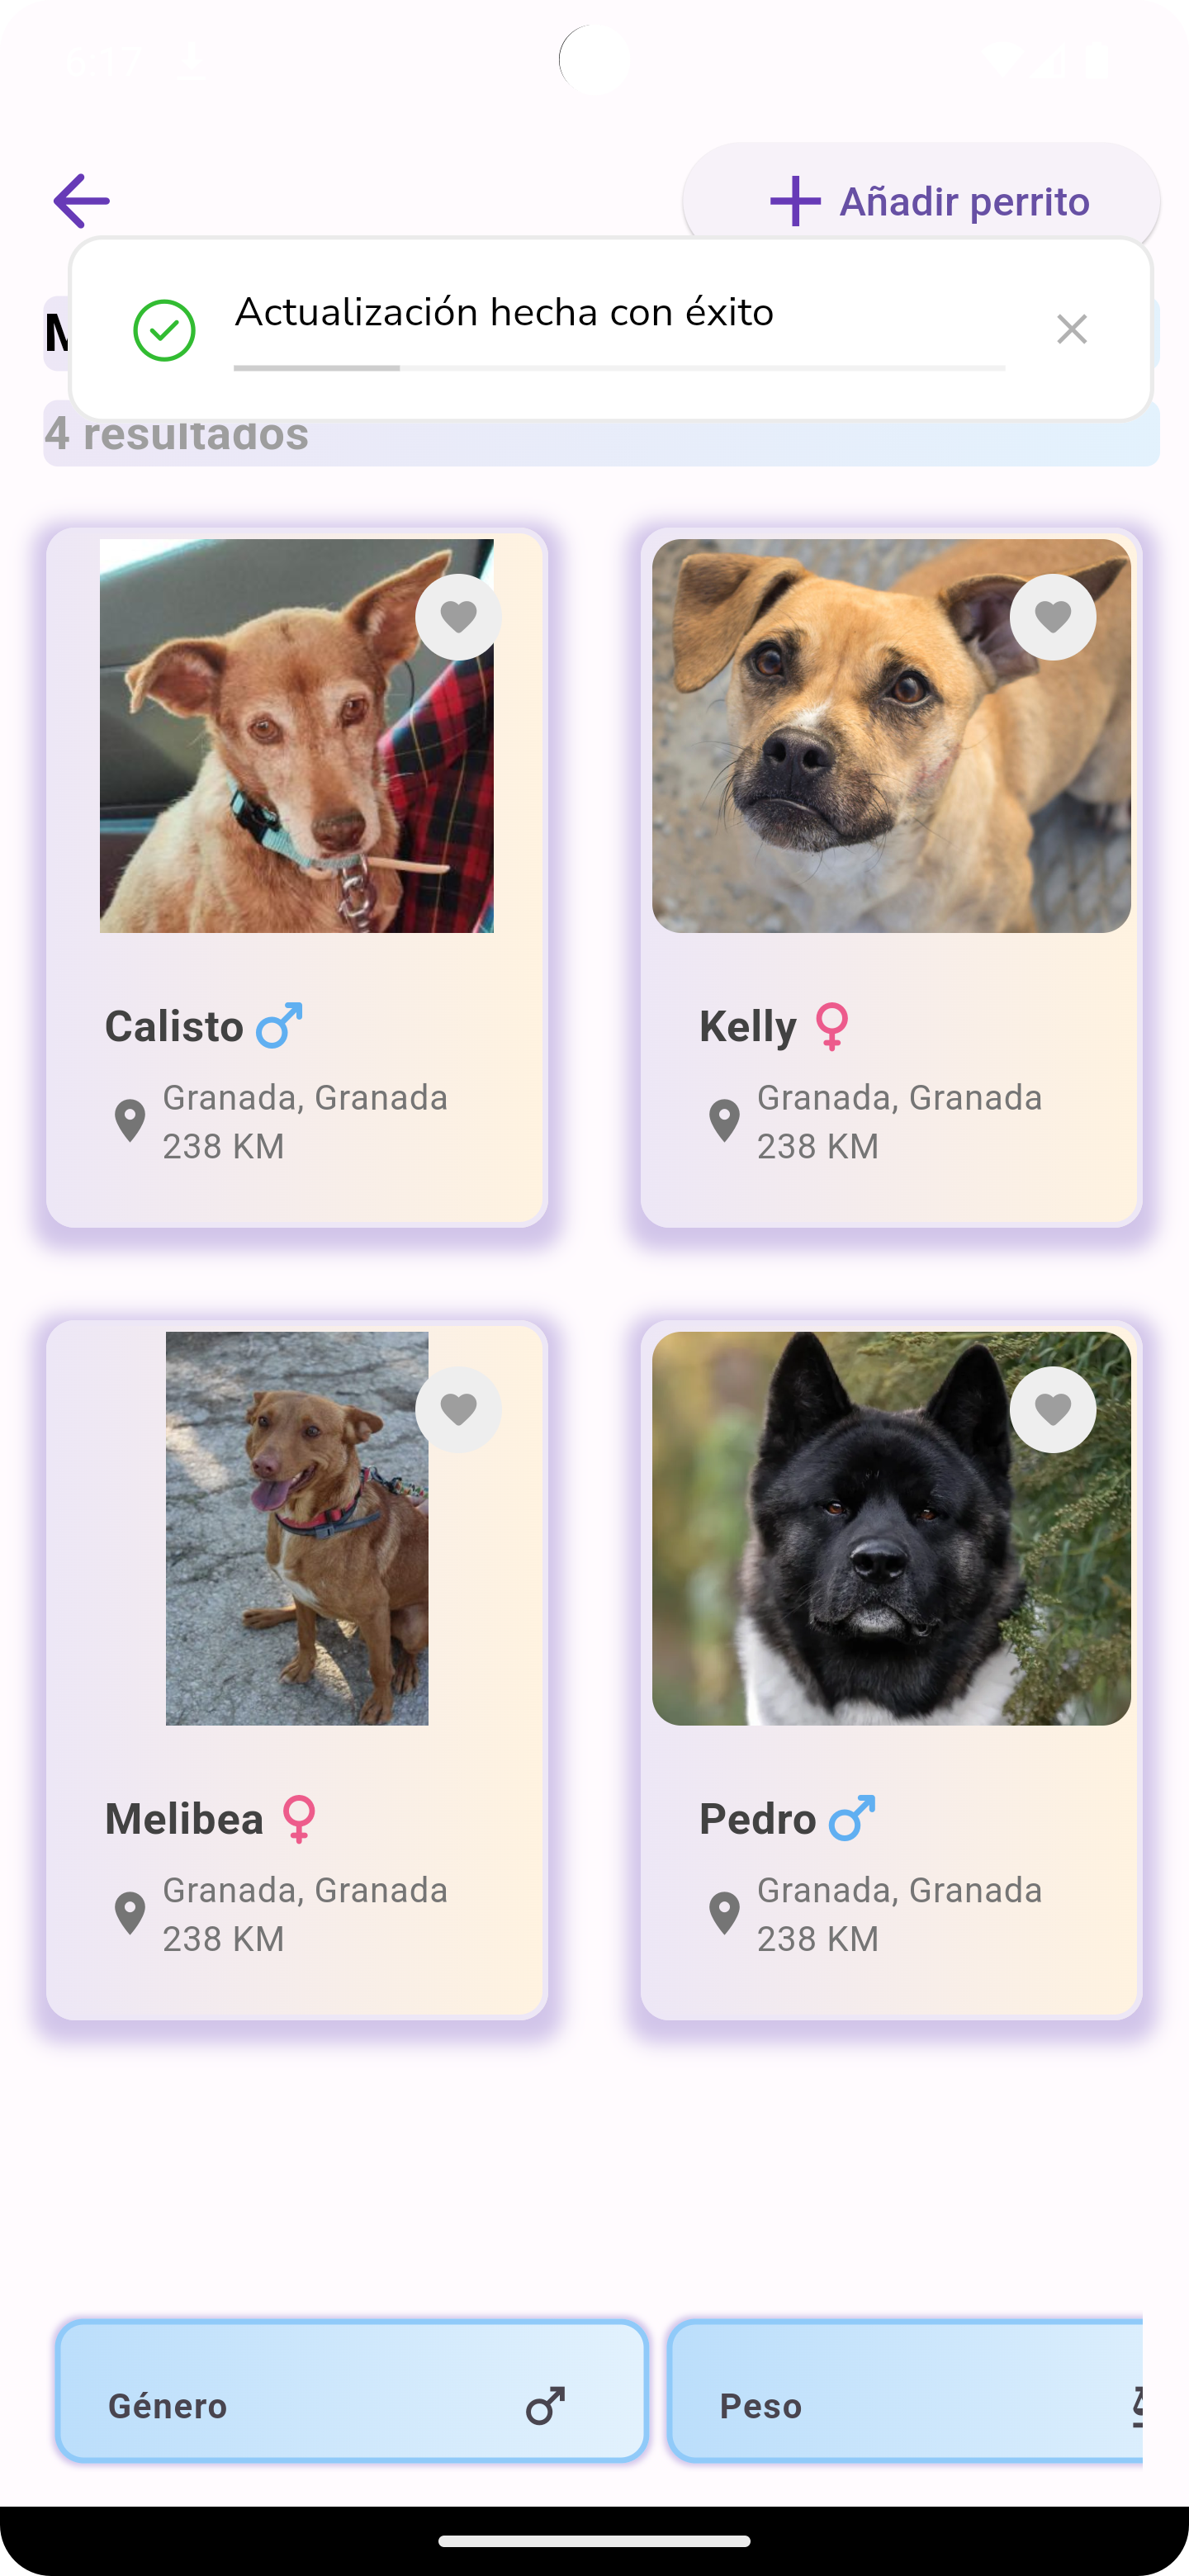 Añadir perrito
Actualización hecha con éxito
4 resultados
Calisto
Granada, Granada
238 KM
Kelly
Granada, Granada
238 KM
Melibea
Granada, Granada
238 KM
Pedro
Granada, Granada
238 KM
Género
Peso